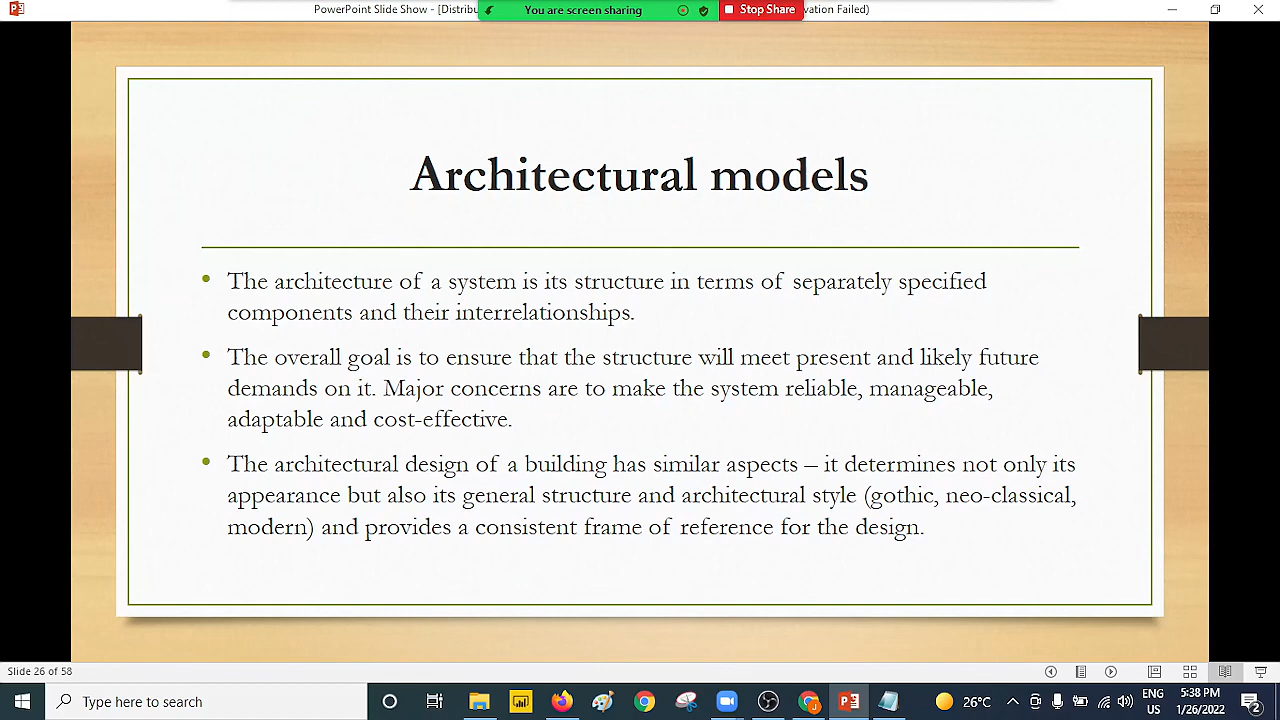 PowerPoint Slide Show - [Distribu
You are screen sharing
Stop Share
vation Failed)
Architectural models
• The architecture of a system is its structure in terms of separately specified
components and their interrelationships.
• The overall goal is to ensure that the structure will meet present and likely future
demands on it. Major concerns are to make the system reliable, manageable,
adaptable and cost-effective.
• The architectural design of a building has similar aspects – it determines not only its
appearance but also its general structure and architectural style (gothic, neo-classical,
modern) and provides a consistent frame of reference for the design.
Slide 26 of 58
Type here to search
26°C
ENG
US
5:38 PM
1/26/2022
2